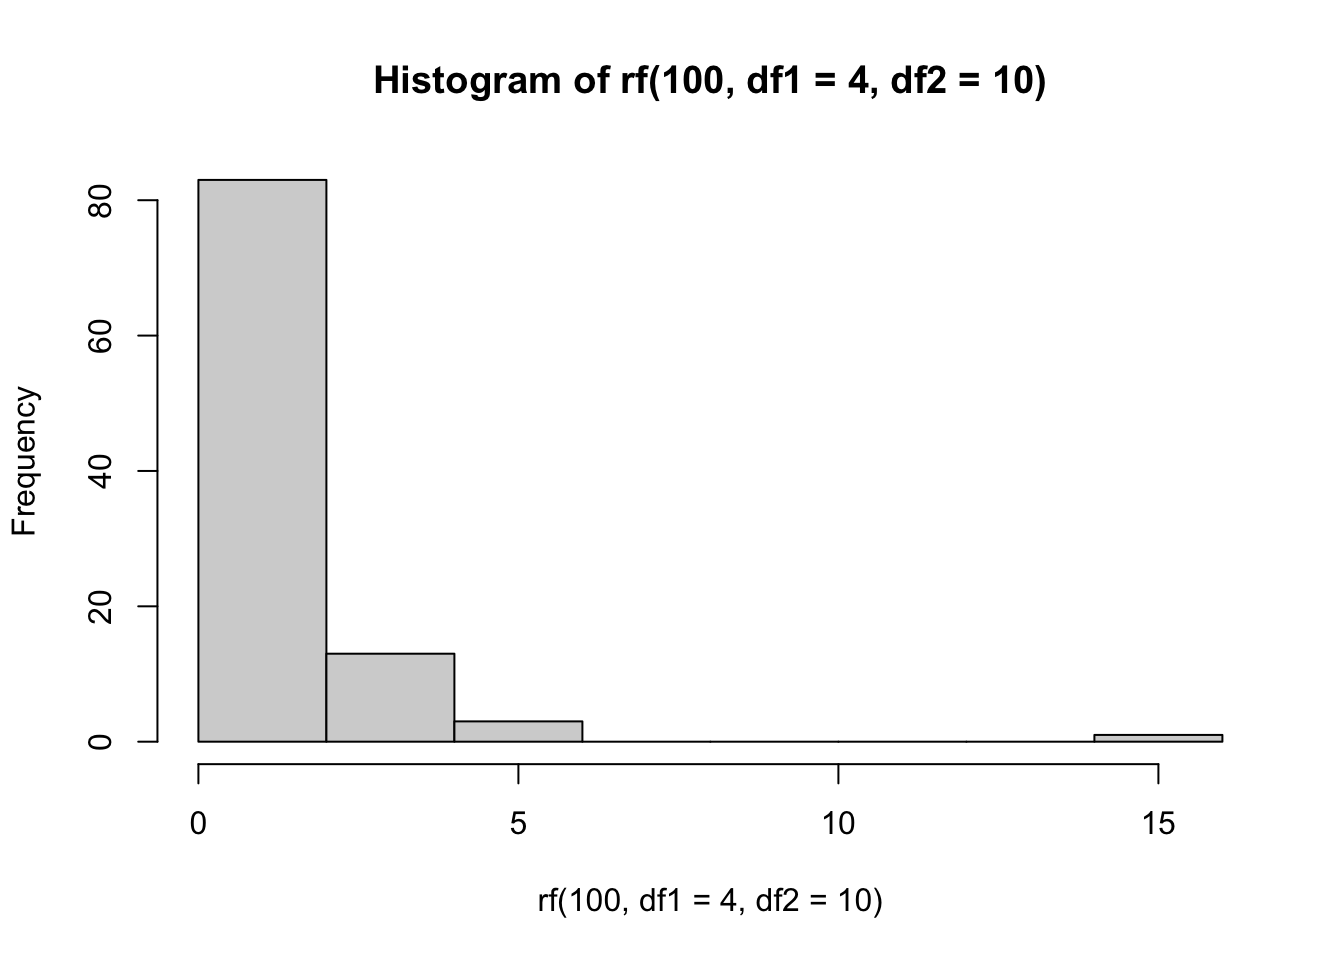 Histogram of rf(100, df1 = 4, df2 = 10)
Frequency
80
60
40
20
0
0 5 10 15
rf(100, df1 = 4, df2 = 10)